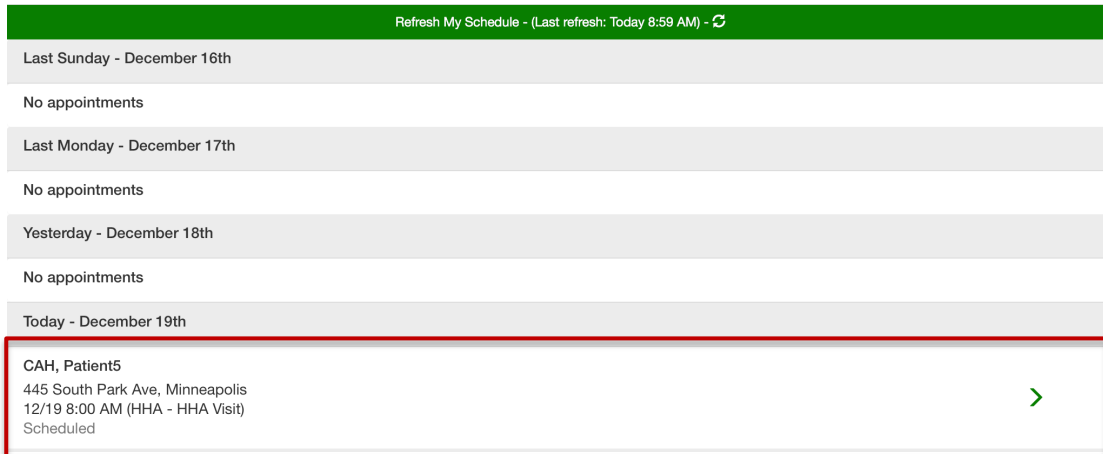 Refresh My Schedule - (Last refresh: Today 8:59 AM) -
Last Sunday - December 16th
No appointments
Last Monday - December 17th
No appointments
Yesterday - December 18th
No appointments
Today - December 19th
CAH, Patient5
445 South Park Ave, Minneapolis
12/19 8:00 AM (HHA - HHA Visit)
Scheduled